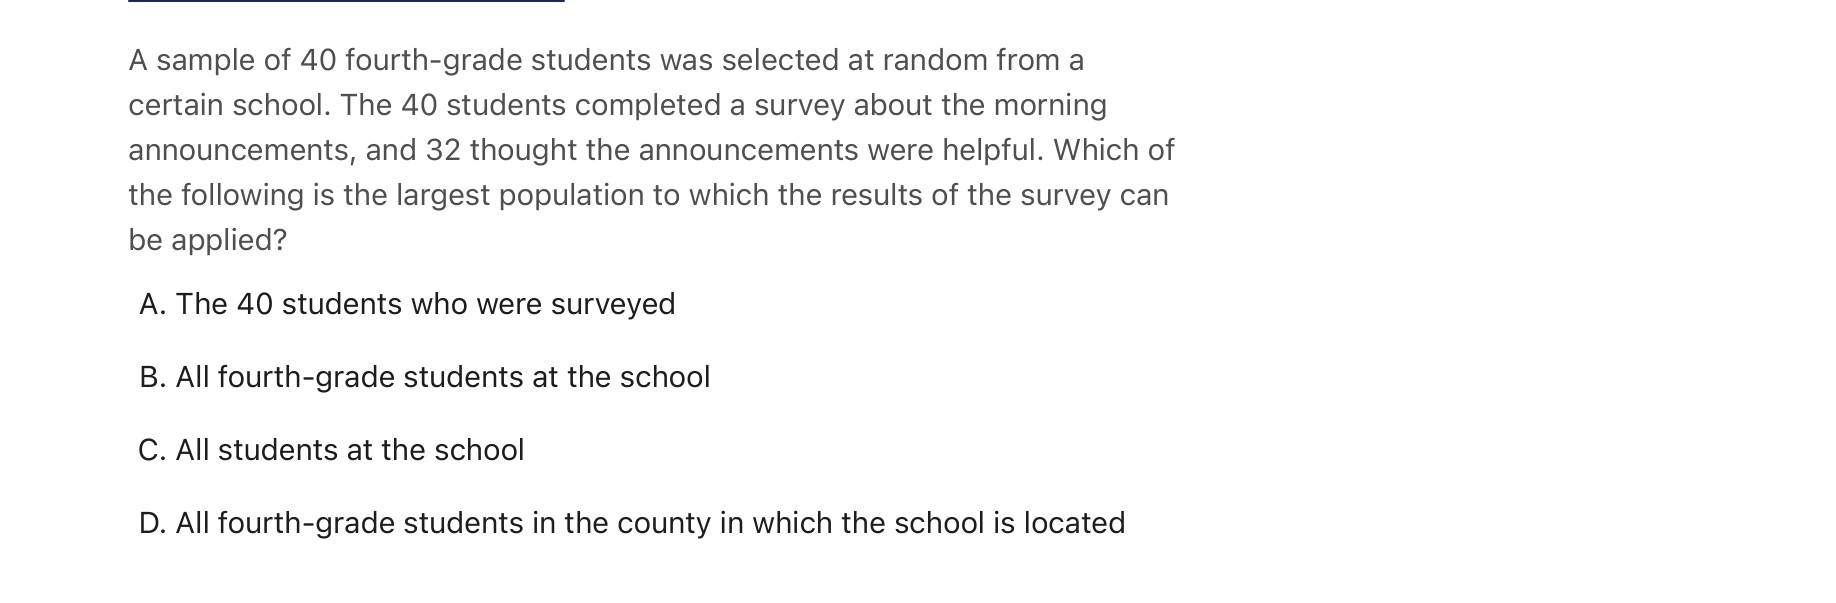 A sample of 40 fourth-grade students was selected at random from a
certain school. The 40 students completed a survey about the morning
announcements, and 32 thought the announcements were helpful. Which of
the following is the largest population to which the results of the survey can
be applied?
A. The 40 students who were surveyed
B. All fourth-grade students at the school
C. All students at the school
D. All fourth-grade students in the county in which the school is located